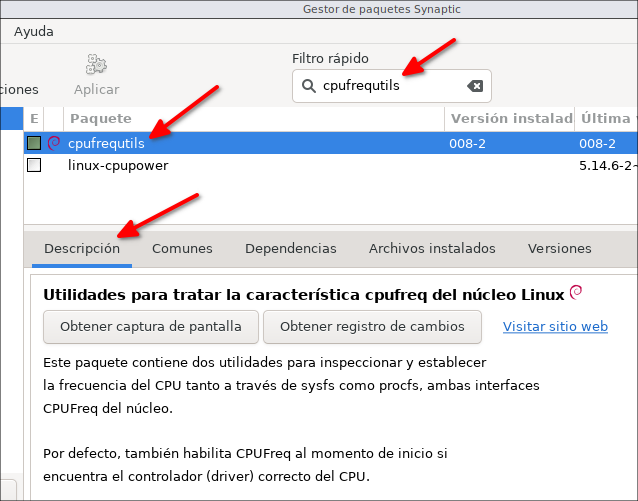 Gestor de paquetes Synaptic
Ayuda
ciones
Aplicar
Filtro rápido
cpufrequtils
E Paquete Versión instalad Última v
cpufrequtils 008-2 008-2
linux-cpupower 5.14.6-2~
Descripción Comunes Dependencias Archivos instalados Versiones
Utilidades para tratar la característica cpufreq del núcleo Linux
Obtener captura de pantalla Obtener registro de cambios Visitar sitio web
Este paquete contiene dos utilidades para inspeccionar y establecer
la frecuencia del CPU tanto a través de sysfs como procfs, ambas interfaces
CPUFreq del núcleo.
Por defecto, también habilita CPUFreq al momento de inicio si
encuentra el controlador (driver) correcto del CPU.